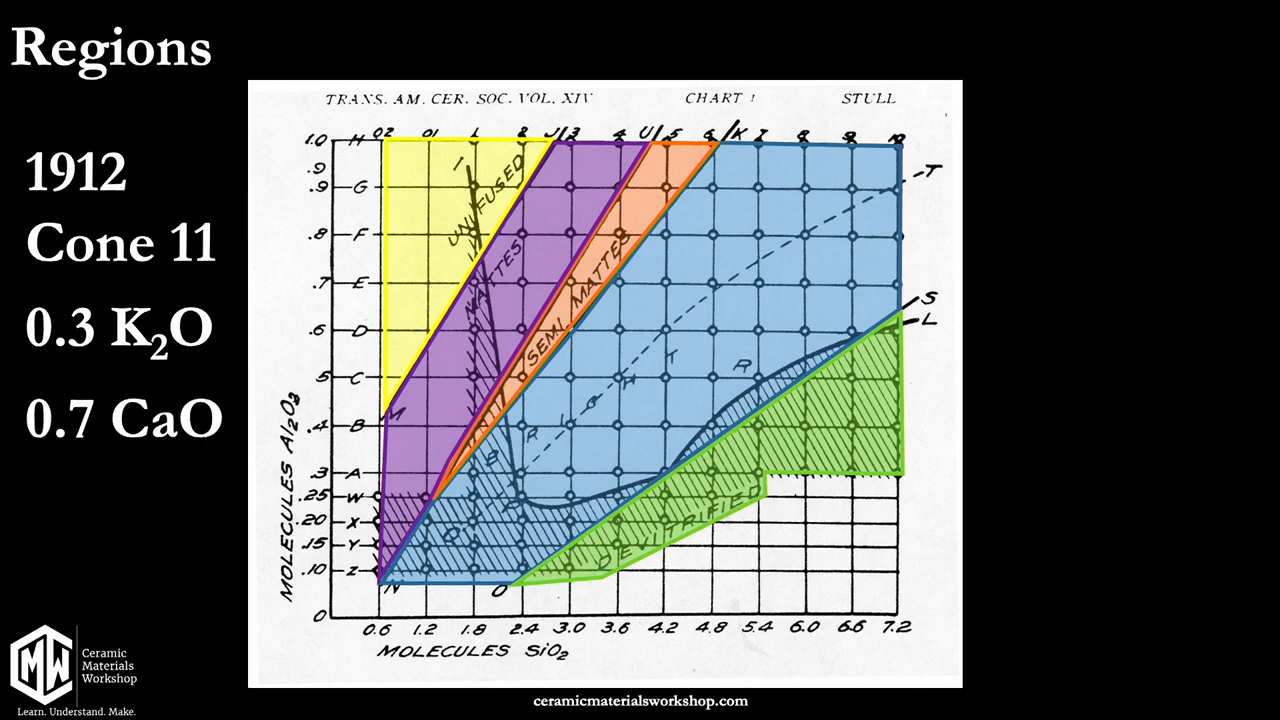 Regions
1912
Cone 11
0.3 K₂O
0.7 CaO
TRANS. AM. CER. SOC. VOL. XIV CHART 1 STULL
02 01 1 2 J 3 4 U 5 6 K 7 8 9 10
1.0 H
.9
.9 G
T
UNFUSED
.8 F
MATTES
.7 E
S
L
.6 D
SEMI MATTES
R
T
H
G
I
R
B
.5 C
M
.4 B
.3 A
.25 W
.20 X
.15 Y
.10 Z
DEVITRIFIED
N
O
0
0.6 1.2 1.8 2.4 3.0 3.6 4.2 4.8 5.4 6.0 6.6 7.2
MOLECULES Al₂O₃
MOLECULES SiO₂
MW
Ceramic
Materials
Workshop
Learn. Understand. Make.
ceramicmaterialsworkshop.com